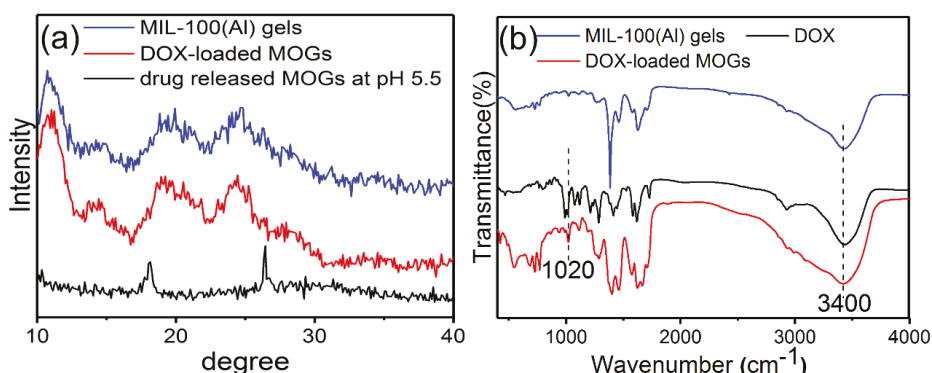 (a)
MIL-100(Al) gels
DOX-loaded MOGs
drug released MOGs at pH 5.5
Intensity
10
20
30
40
degree
(b)
MIL-100(Al) gels
DOX
DOX-loaded MOGs
Transmittance(%)
1020
3400
1000
2000
3000
4000
Wavenumber (cm-1)